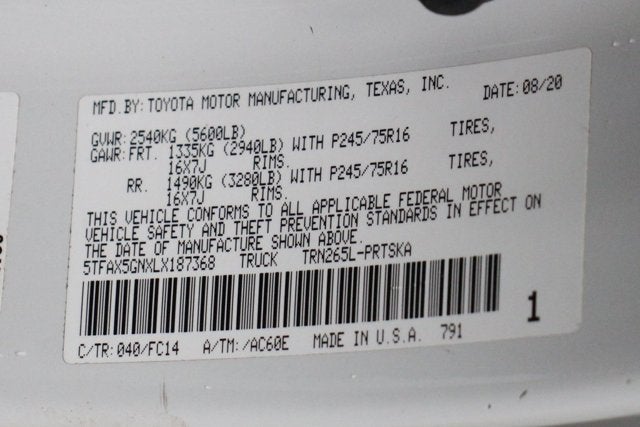 MFD.BY: TOYOTA MOTOR MANUFACTURING, TEXAS, INC. DATE: 08/20
GVWR: 2540KG (5600LB)
GAWR: FRT. 1335KG (2940LB) WITH P245/75R16 TIRES,
16X7J RIMS.
RR. 1490KG (3280LB) WITH P245/75R16 TIRES,
16X7J RIMS.
THIS VEHICLE CONFORMS TO ALL APPLICABLE FEDERAL MOTOR
VEHICLE SAFETY AND THEFT PREVENTION STANDARDS IN EFFECT ON
THE DATE OF MANUFACTURE SHOWN ABOVE.
5TFAX5GNXLX187368 TRUCK TRN265L-PRTSKA
1
C/TR: 040/FC14 A/TM: /AC60E MADE IN U.S.A. 791